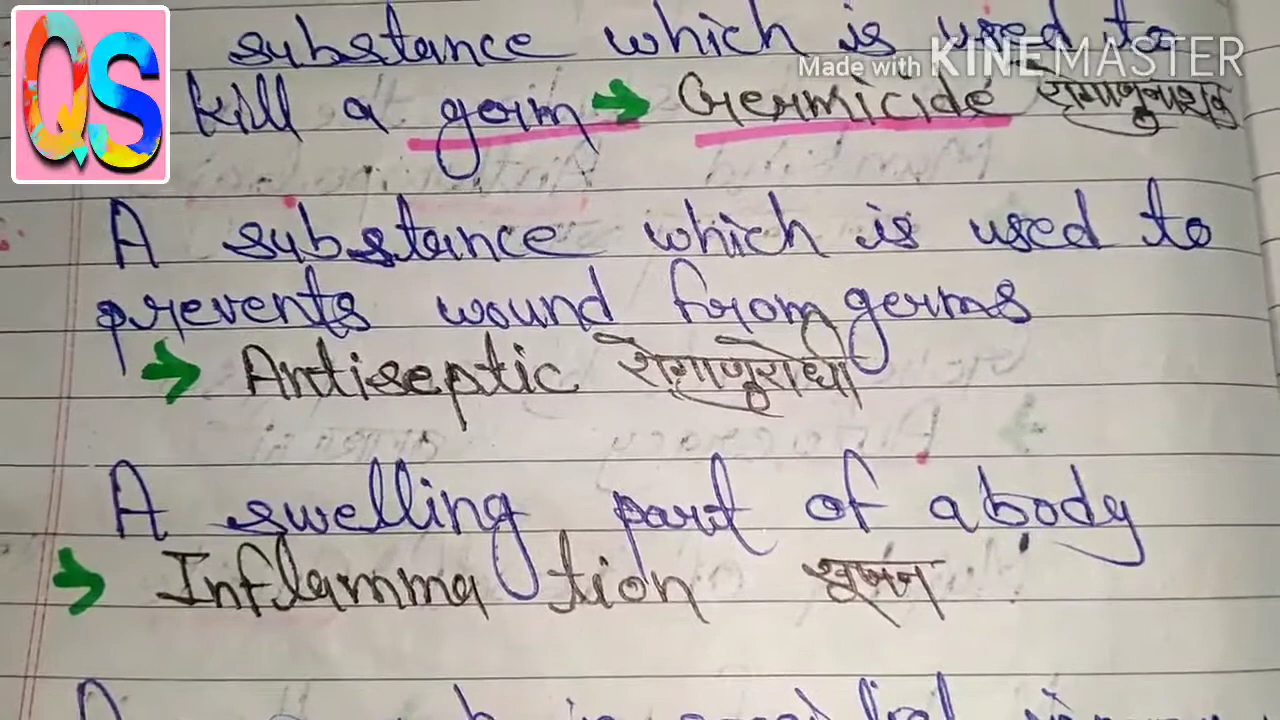 QS
substance which is used to
Made with KINEMASTER
kill a germ → Germicide रोगाणुनाशक
A substance which is used to
prevents wound from germs
→ Antiseptic रोगाणुरोधी
A swelling part of a body
→ Inflammation सूजन
A